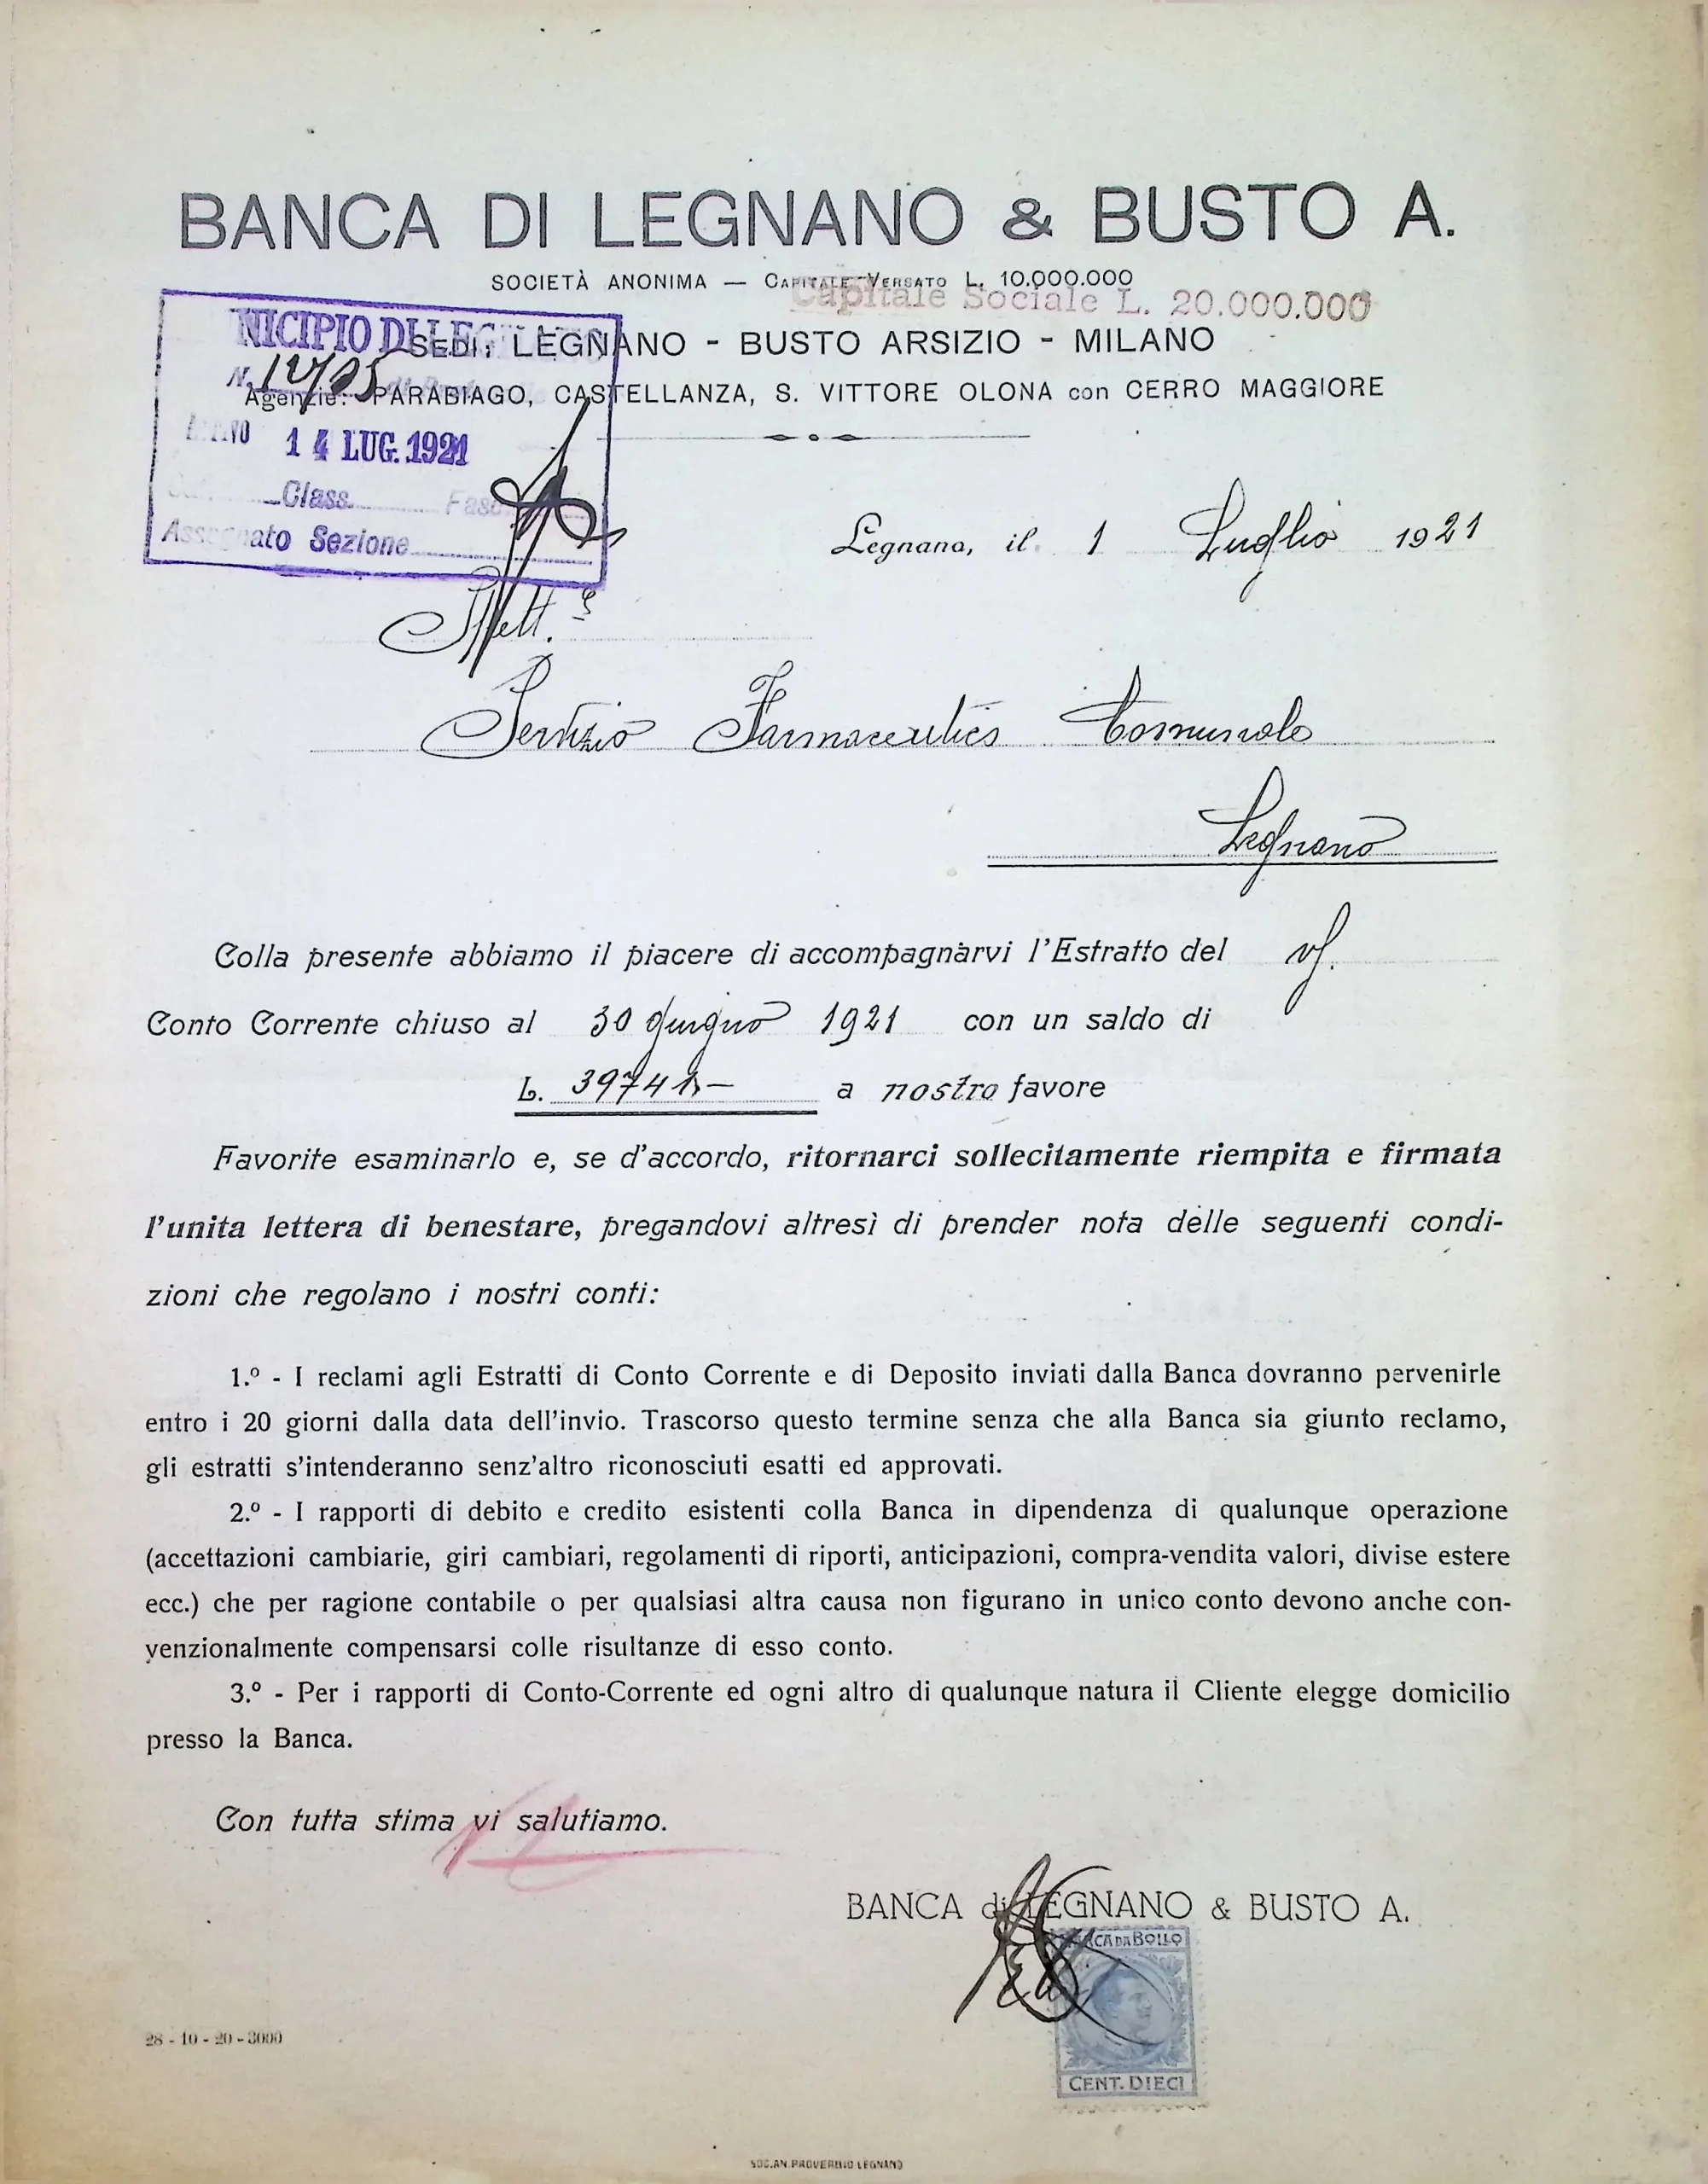 BANCA DI LEGNANO & BUSTO A.
SOCIETÀ ANONIMA — CAPITALE VERSATO L. 10.000.000
Capitale Sociale L. 20.000.000
NICIPIO DI LEG
SEDI: LEGNANO - BUSTO ARSIZIO - MILANO
N.
Agenzie: PARABIAGO, CASTELLANZA, S. VITTORE OLONA con CERRO MAGGIORE
14 LUG. 1921
Class. Fasc.
Assegnato Sezione
Legnano, il 1 Luglio 1921
Spett.e
Servizio Farmaceutico Comunale
Legnano
Colla presente abbiamo il piacere di accompagnarvi l'Estratto del
Conto Corrente chiuso al 30 giugno 1921 con un saldo di
L. 39741,— a nostro favore
Favorite esaminarlo e, se d'accordo, ritornarci sollecitamente riempita e firmata
l'unita lettera di benestare, pregandovi altresì di prender nota delle seguenti condi-
zioni che regolano i nostri conti:
1.º - I reclami agli Estratti di Conto Corrente e di Deposito inviati dalla Banca dovranno pervenirle
entro i 20 giorni dalla data dell'invio. Trascorso questo termine senza che alla Banca sia giunto reclamo,
gli estratti s'intenderanno senz'altro riconosciuti esatti ed approvati.
2.º - I rapporti di debito e credito esistenti colla Banca in dipendenza di qualunque operazione
(accettazioni cambiarie, giri cambiari, regolamenti di riporti, anticipazioni, compra-vendita valori, divise estere
ecc.) che per ragione contabile o per qualsiasi altra causa non figurano in unico conto devono anche con-
venzionalmente compensarsi colle risultanze di esso conto.
3.º - Per i rapporti di Conto-Corrente ed ogni altro di qualunque natura il Cliente elegge domicilio
presso la Banca.
Con tutta stima vi salutiamo.
BANCA di LEGNANO & BUSTO A.
CA DA BOLLO
CENT. DIECI
28 - 10 - 20 - 3000
SOC. AN. PROVERBIO LEGNANO